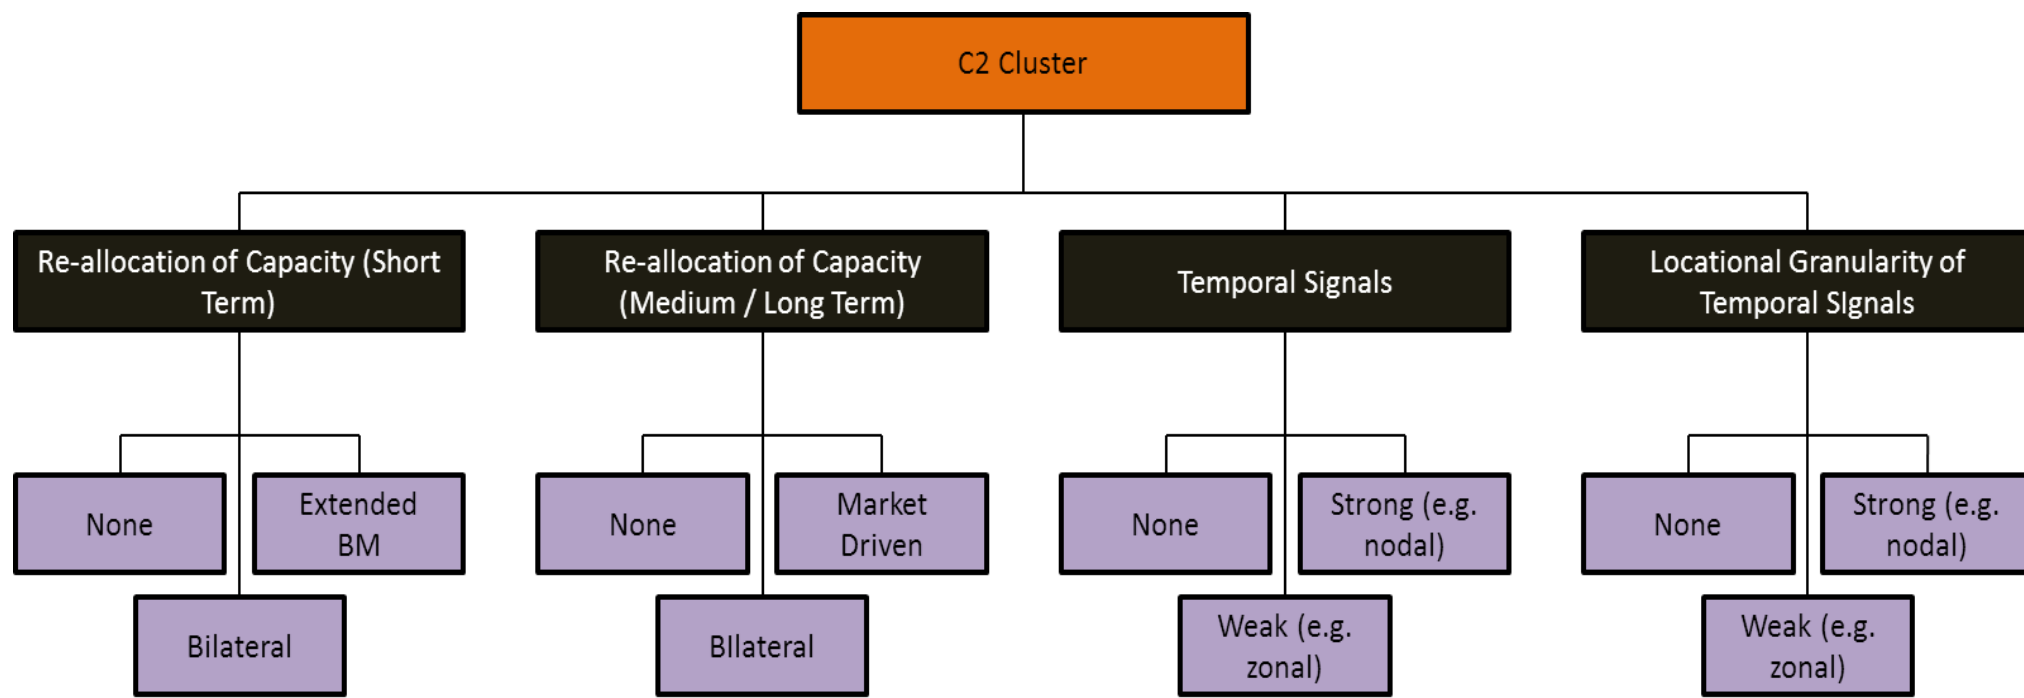 C2 Cluster
Re-allocation of Capacity (Short
Term)
Re-allocation of Capacity
(Medium / Long Term)
Temporal Signals
Locational Granularity of
Temporal SIgnals
None
Extended
BM
Bilateral
None
Market
Driven
BIlateral
None
Strong (e.g.
nodal)
Weak (e.g.
zonal)
None
Strong (e.g.
nodal)
Weak (e.g.
zonal)